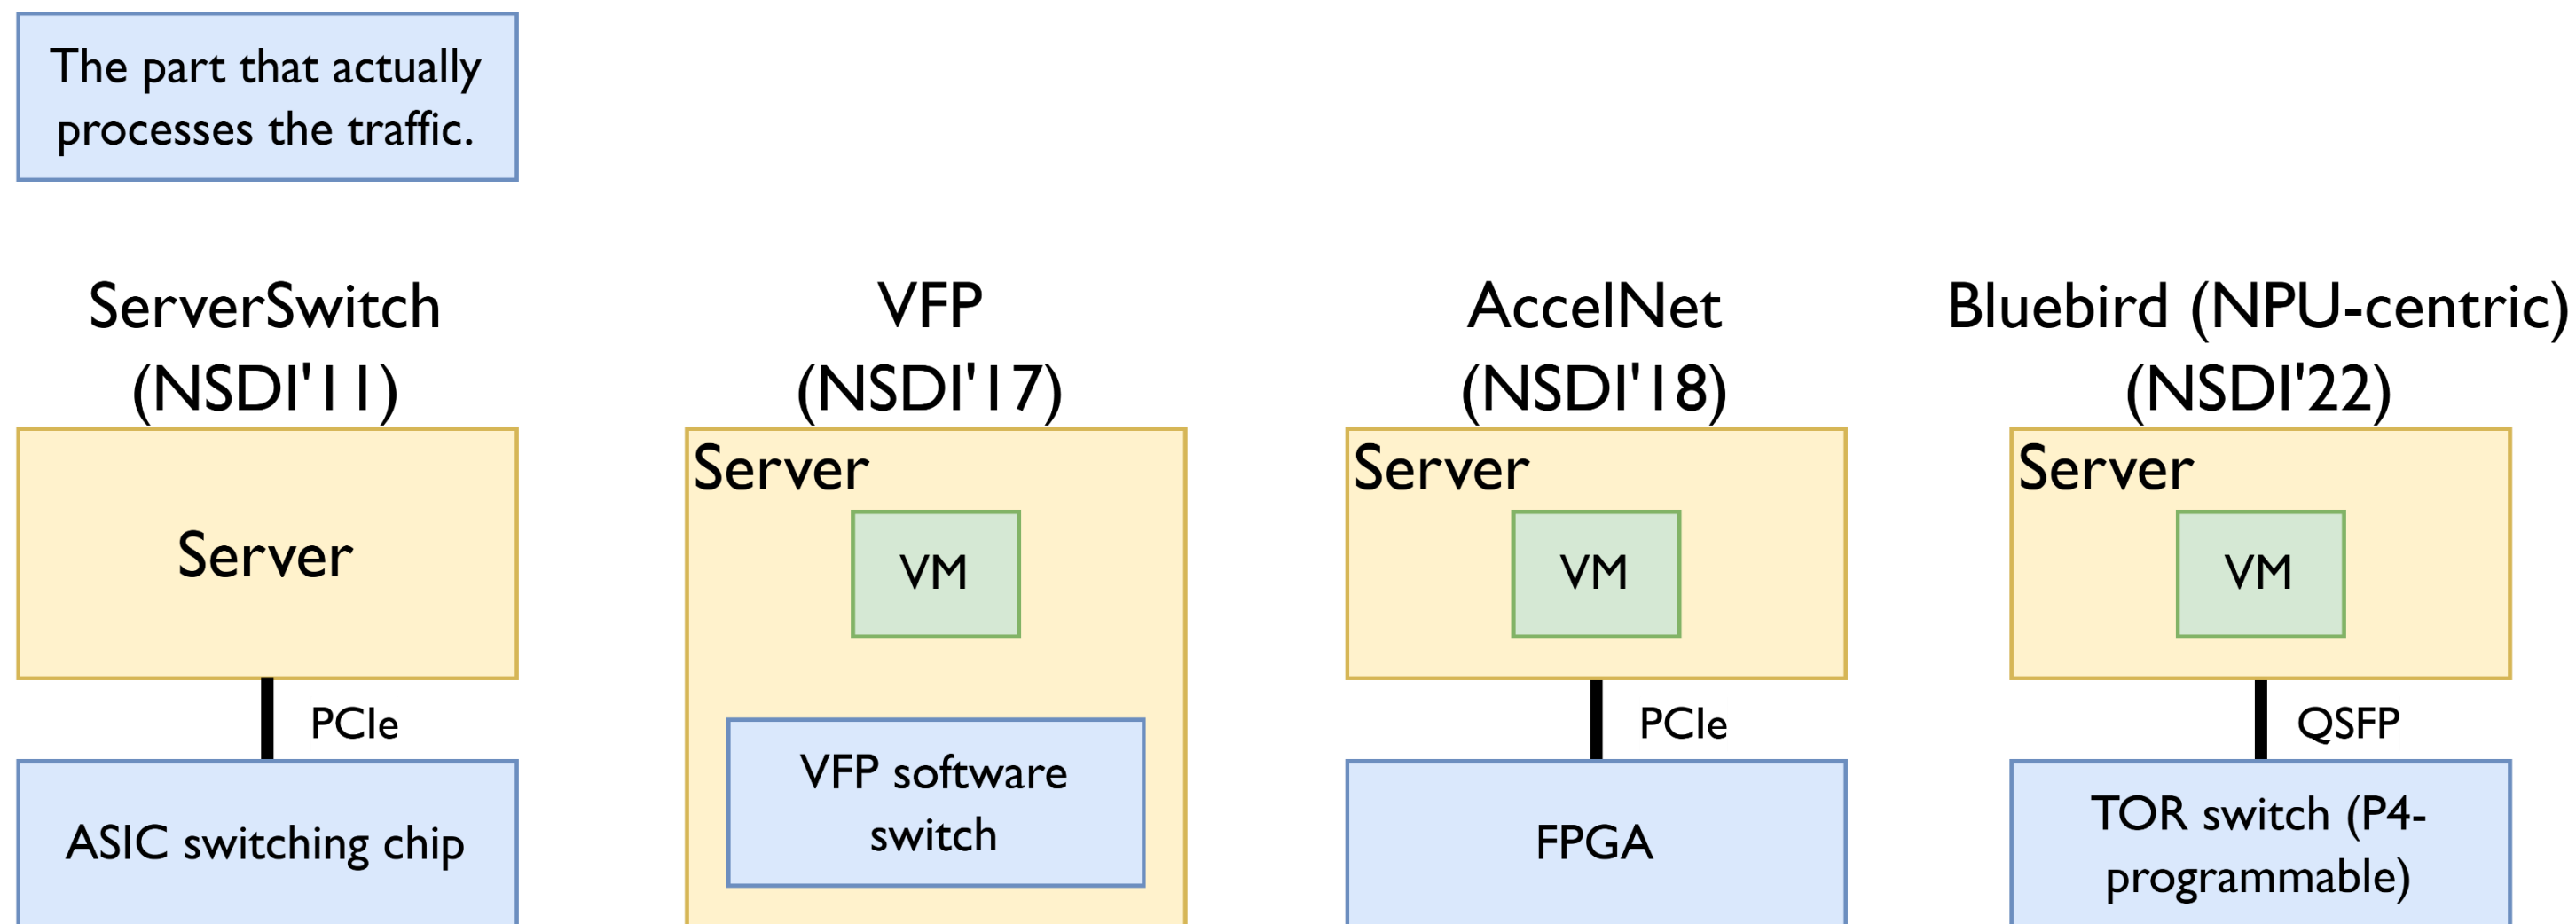 The part that actually
processes the traffic.
ServerSwitch
(NSDI'11)
Server
PCIe
ASIC switching chip
VFP
(NSDI'17)
Server
VM
VFP software
switch
AccelNet
(NSDI'18)
Server
VM
PCIe
FPGA
Bluebird (NPU-centric)
(NSDI'22)
Server
VM
QSFP
TOR switch (P4-
programmable)